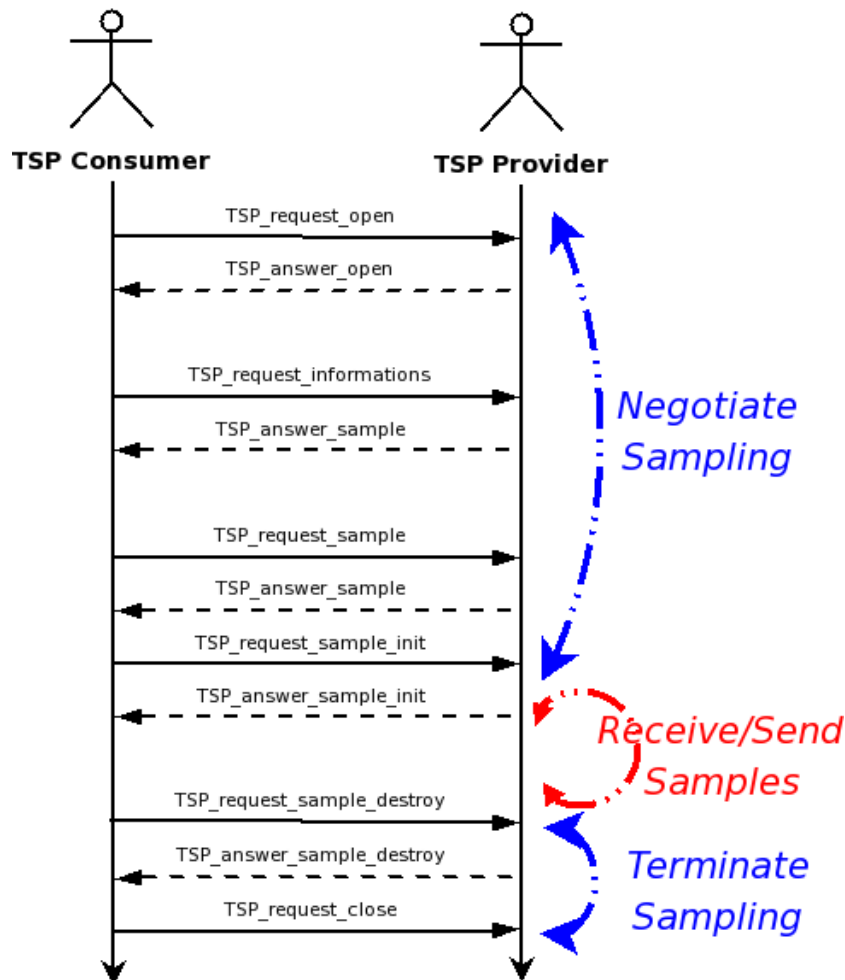 TSP Consumer
TSP Provider
TSP_request_open
TSP_answer_open
TSP_request_informations
TSP_answer_sample
Negotiate
Sampling
TSP_request_sample
TSP_answer_sample
TSP_request_sample_init
TSP_answer_sample_init
Receive/Send
Samples
TSP_request_sample_destroy
TSP_answer_sample_destroy
TSP_request_close
Terminate
Sampling